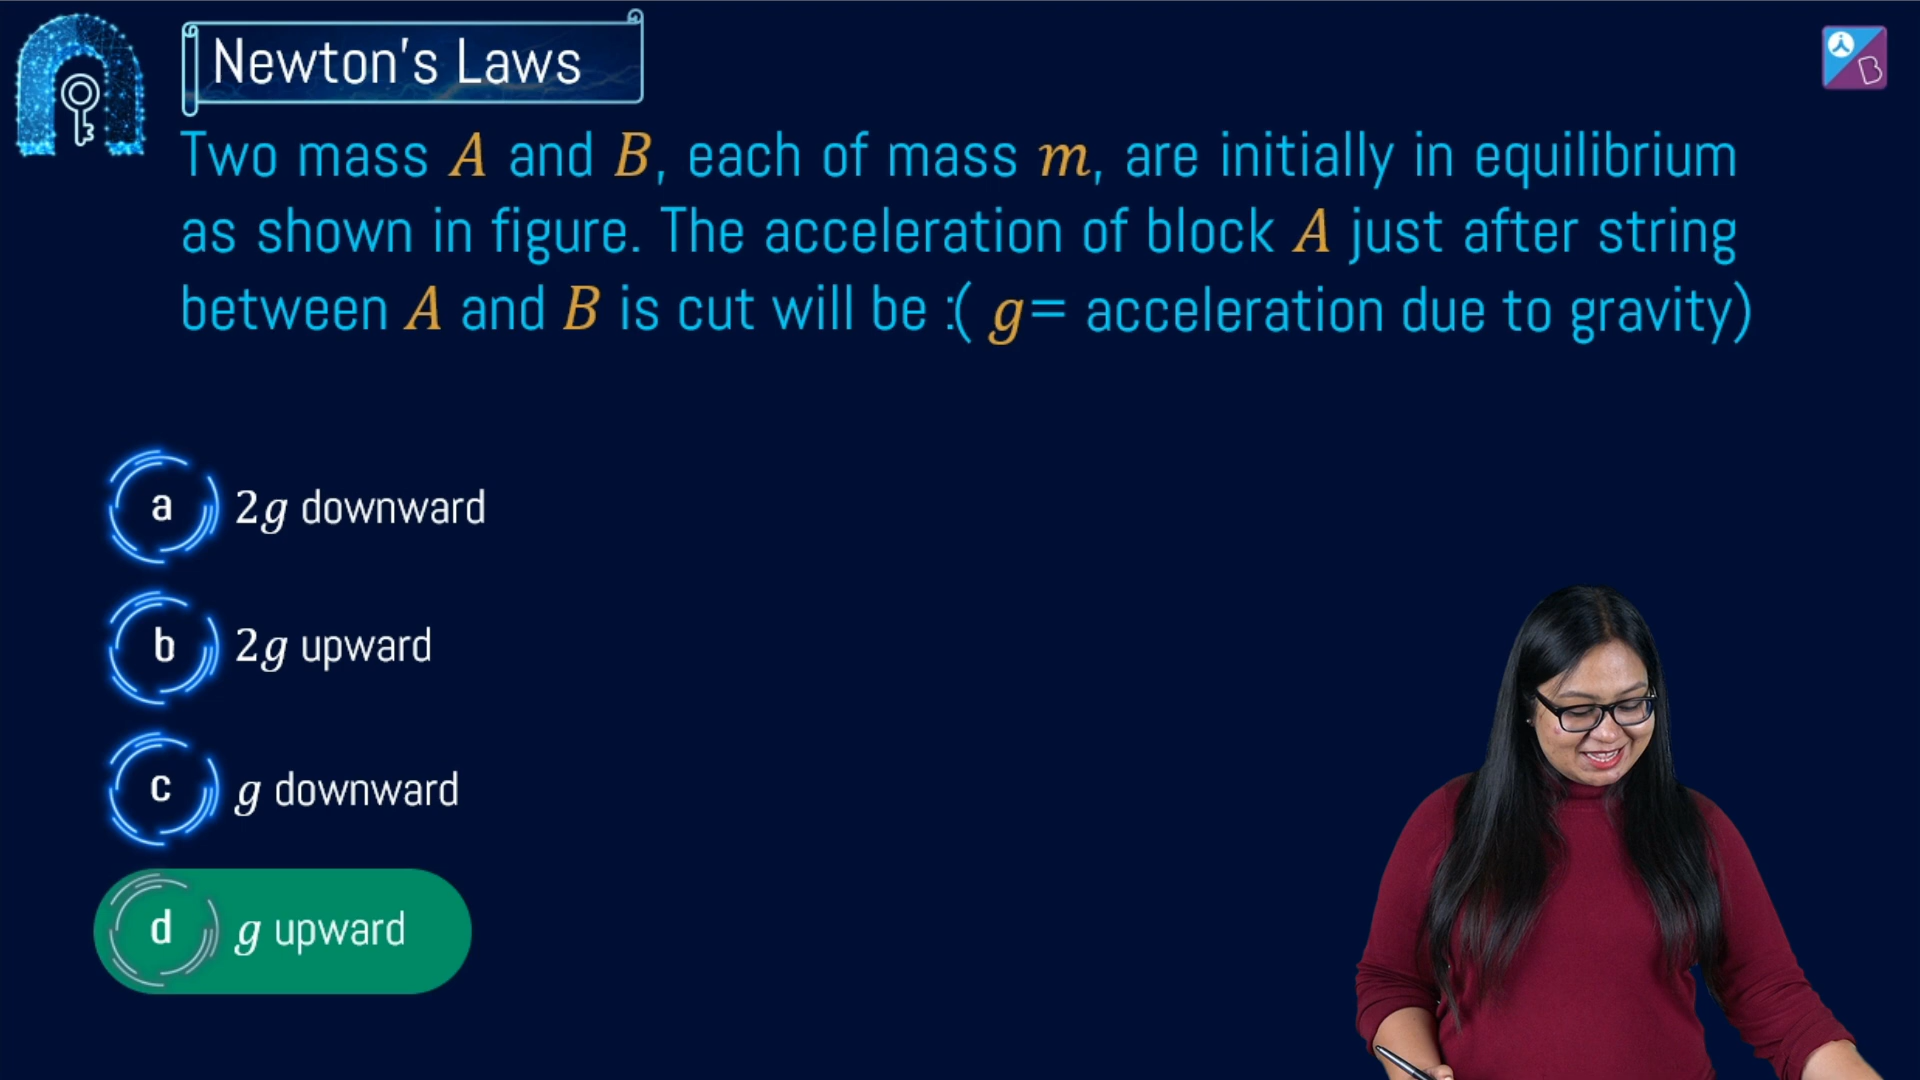 Newton's Laws
Two mass A and B, each of mass m, are initially in equilibrium
as shown in figure. The acceleration of block A just after string
between A and B is cut will be :( g= acceleration due to gravity)
a 2g downward
b 2g upward
c g downward
d g upward
B